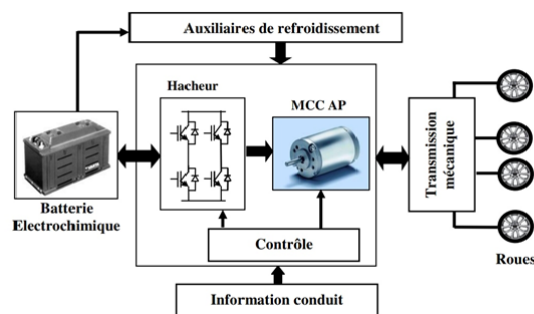 Auxiliaires de refroidissement
Hacheur
MCC AP
Batterie
Electrochimique
Contrôle
Transmission
mécanique
Roues
Information conduit